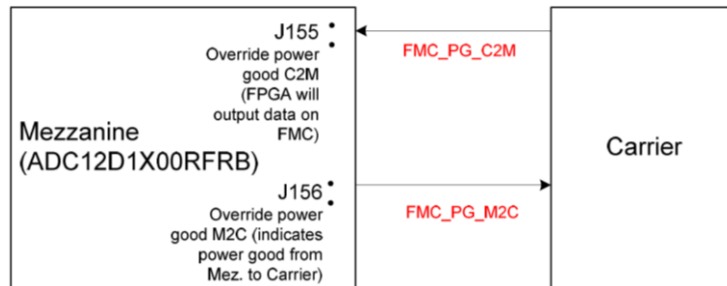 J155
Override power
good C2M
(FPGA will
output data on
FMC)
FMC_PG_C2M
Mezzanine
(ADC12D1X00RFRB)
Carrier
J156
Override power
good M2C (indicates
power good from
Mez. to Carrier)
FMC_PG_M2C